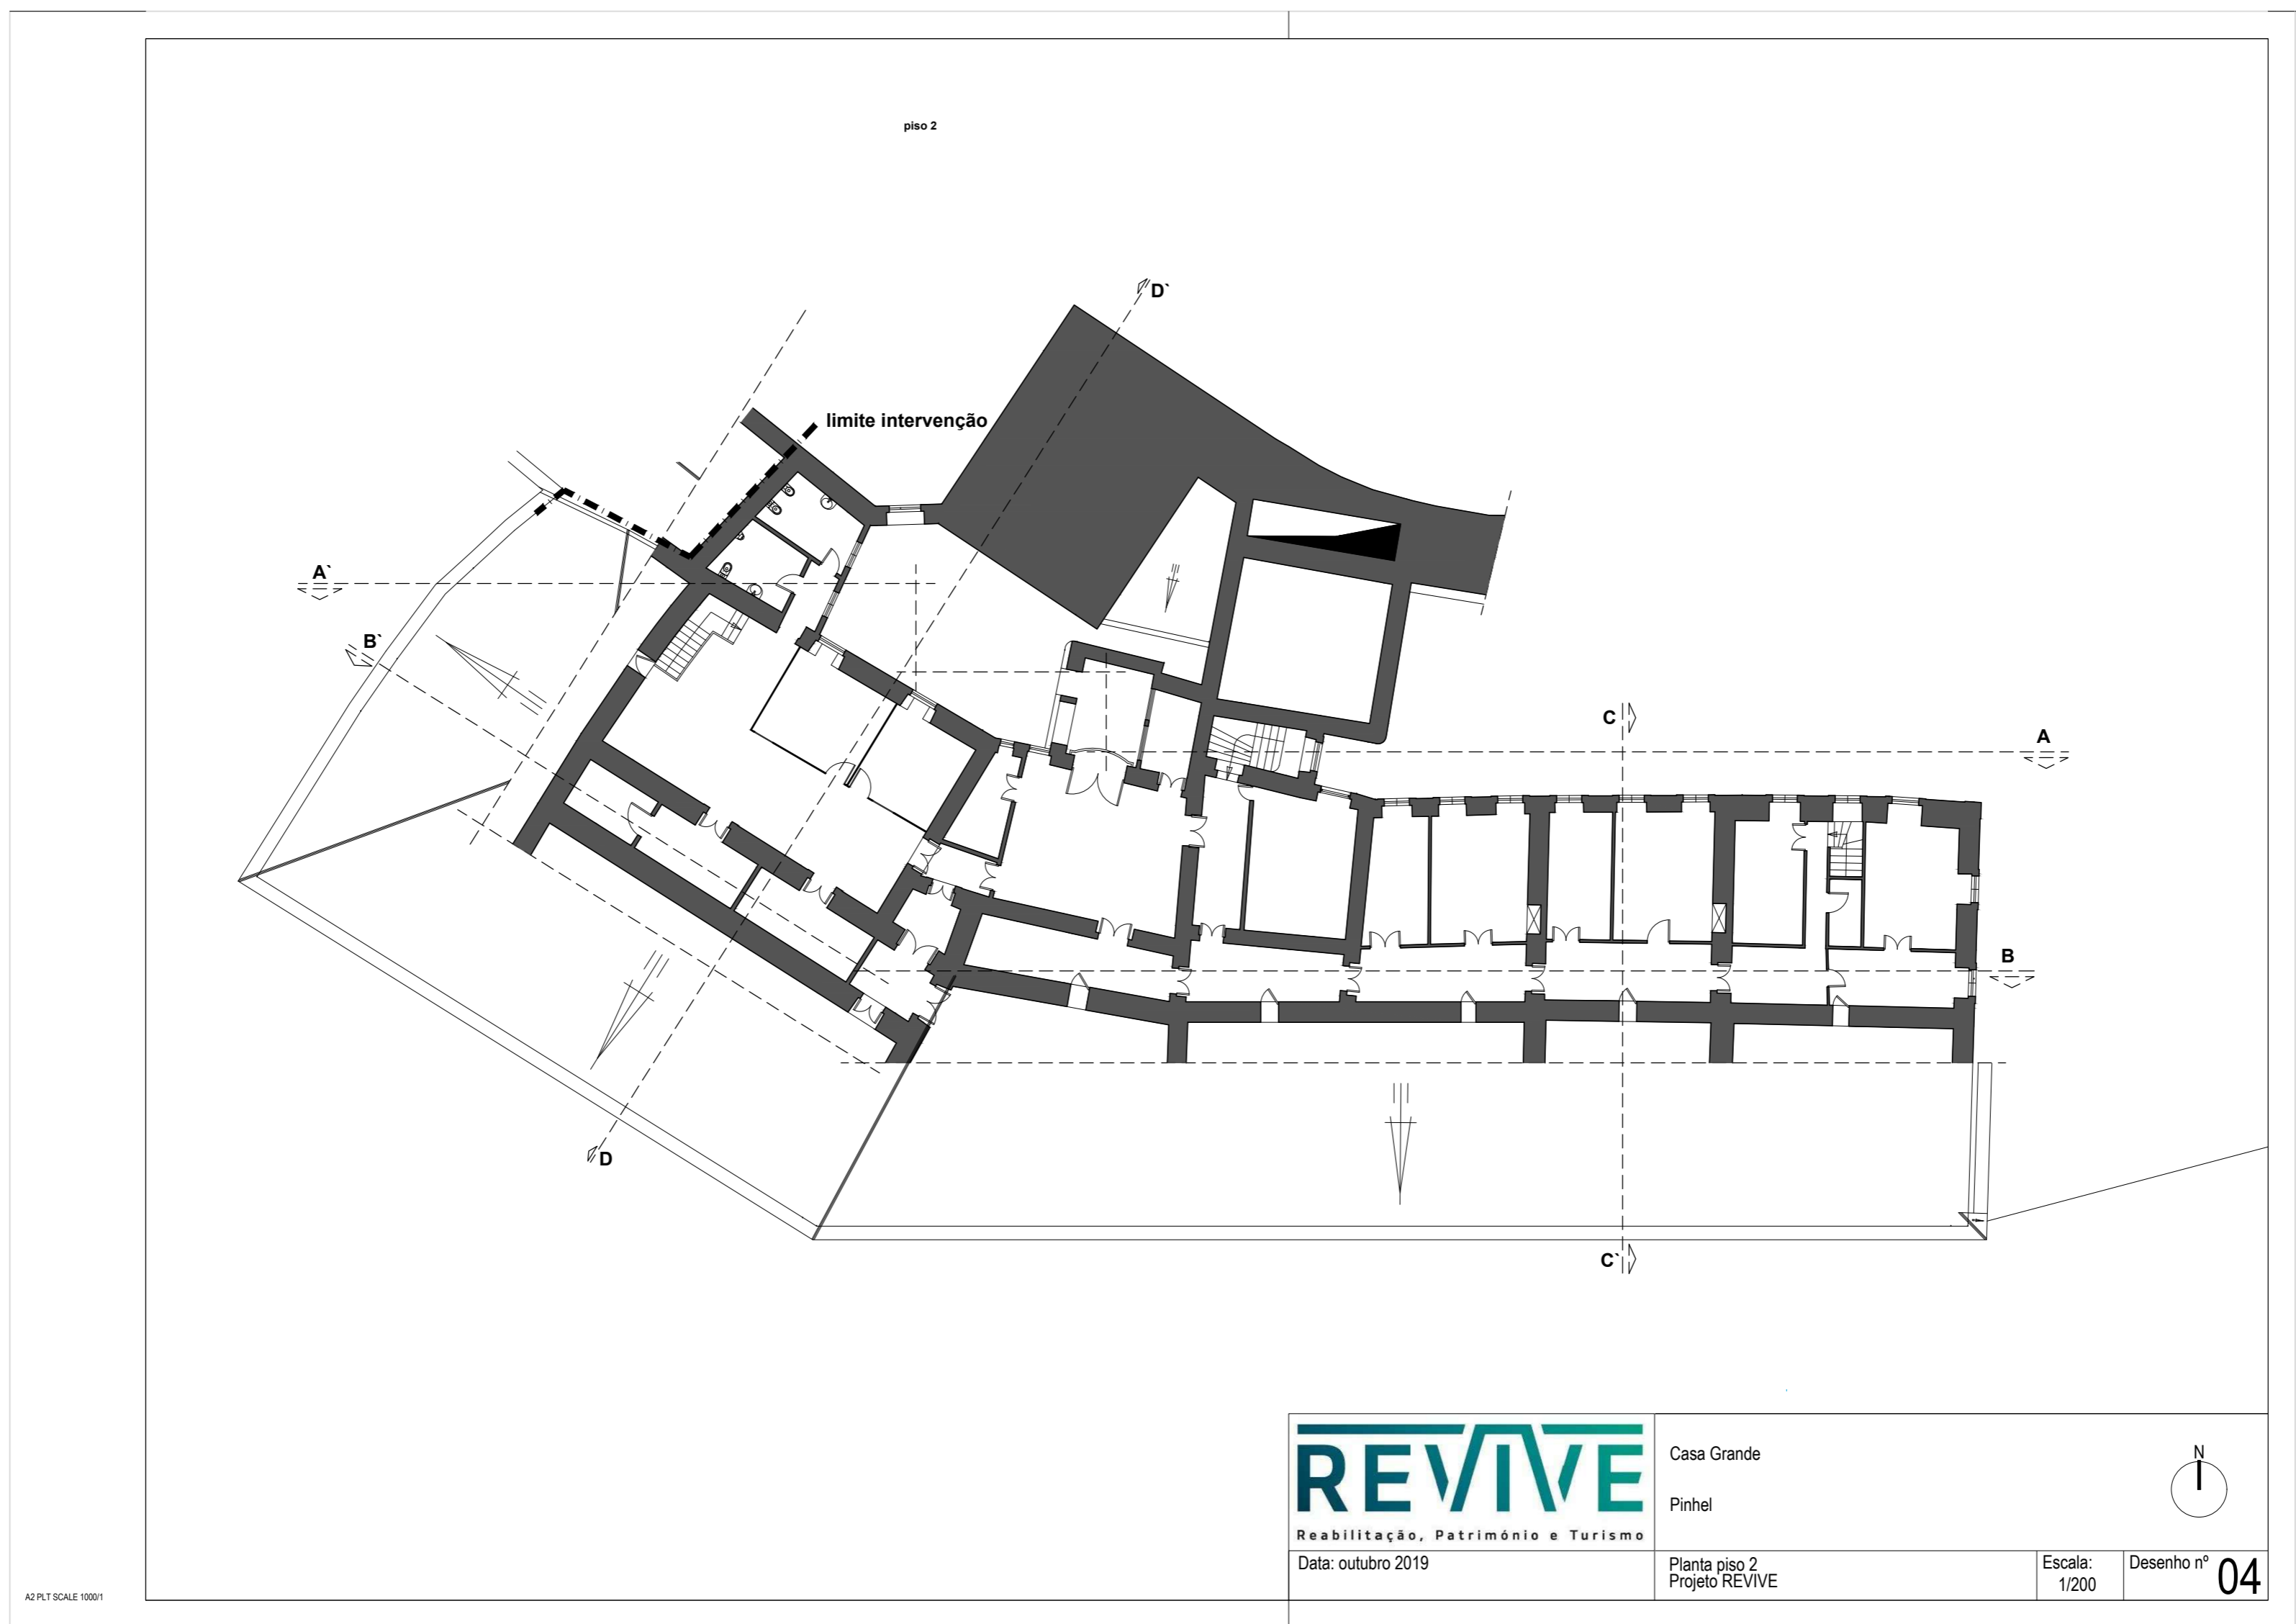 piso 2
D`
limite intervenção
A`
B`
C
A
B
D
C`
REVIVE
Reabilitação, Património e Turismo
Casa Grande
Pinhel
N
Data: outubro 2019
Planta piso 2
Projeto REVIVE
Escala:
1/200
Desenho nº 04
A2 PLT SCALE 1000/1